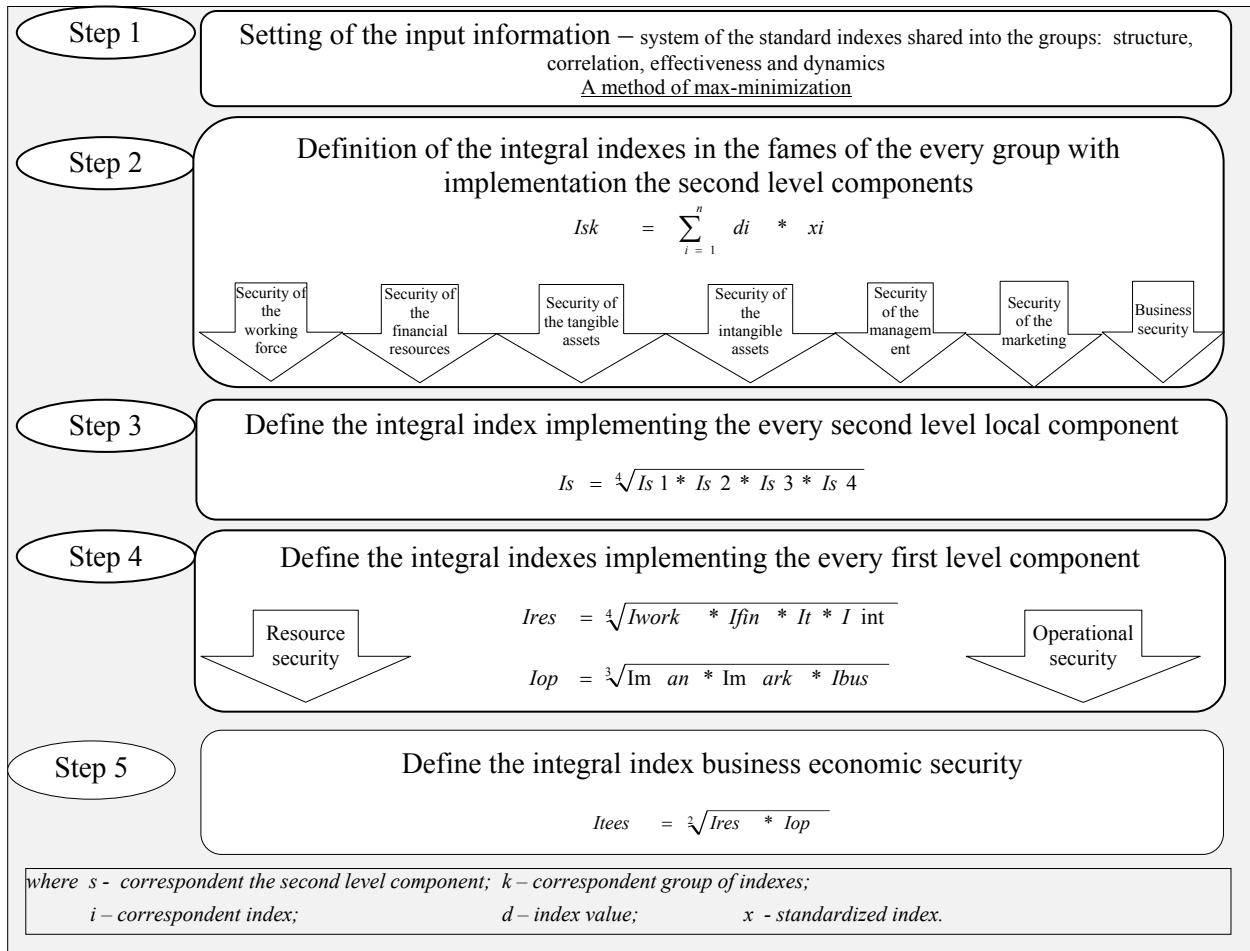 Step 1
Setting of the input information – system of the standard indexes shared into the groups: structure,
correlation, effectiveness and dynamics
A method of max-minimization
Step 2
Definition of the integral indexes in the fames of the every group with
implementation the second level components
Isk = ∑ di * xi
n
i = 1
Security of
the
working
force
Security of
the
financial
resources
Security of
the tangible
assets
Security of
the
intangible
assets
Security
of the
managem
ent
Security
of the
marketing
Business
security
Step 3
Define the integral index implementing the every second level local component
Is = ∜Is 1 * Is 2 * Is 3 * Is 4
Step 4
Define the integral indexes implementing the every first level component
Resource
security
Ires = ∜Iwork * Ifin * It * I int
Iop = ∛Im an * Im ark * Ibus
Operational
security
Step 5
Define the integral index business economic security
Itees = ²√Ires * Iop
where s - correspondent the second level component; k – correspondent group of indexes;
i – correspondent index; d – index value; x - standardized index.